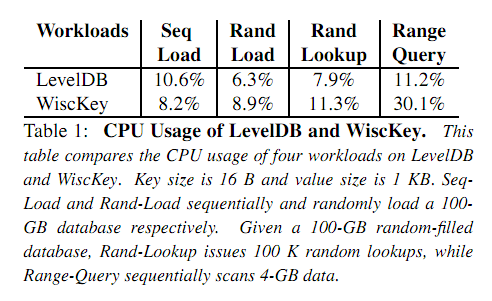 Workloads Seq Rand Rand Range
Load Load Lookup Query
LevelDB 10.6% 6.3% 7.9% 11.2%
WiscKey 8.2% 8.9% 11.3% 30.1%
Table 1: CPU Usage of LevelDB and WiscKey. This
table compares the CPU usage of four workloads on LevelDB
and WiscKey. Key size is 16 B and value size is 1 KB. Seq-
Load and Rand-Load sequentially and randomly load a 100-
GB database respectively. Given a 100-GB random-filled
database, Rand-Lookup issues 100 K random lookups, while
Range-Query sequentially scans 4-GB data.